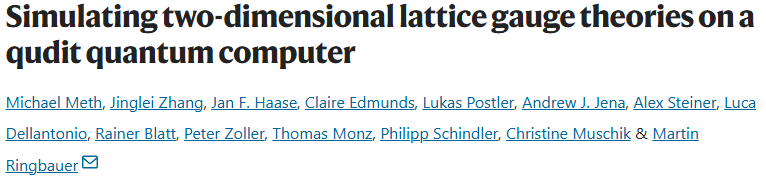 Simulating two-dimensional lattice gauge theories on a
qudit quantum computer
Michael Meth, Jinglei Zhang, Jan F. Haase, Claire Edmunds, Lukas Postler, Andrew J. Jena, Alex Steiner, Luca
Dellantonio, Rainer Blatt, Peter Zoller, Thomas Monz, Philipp Schindler, Christine Muschik & Martin
Ringbauer